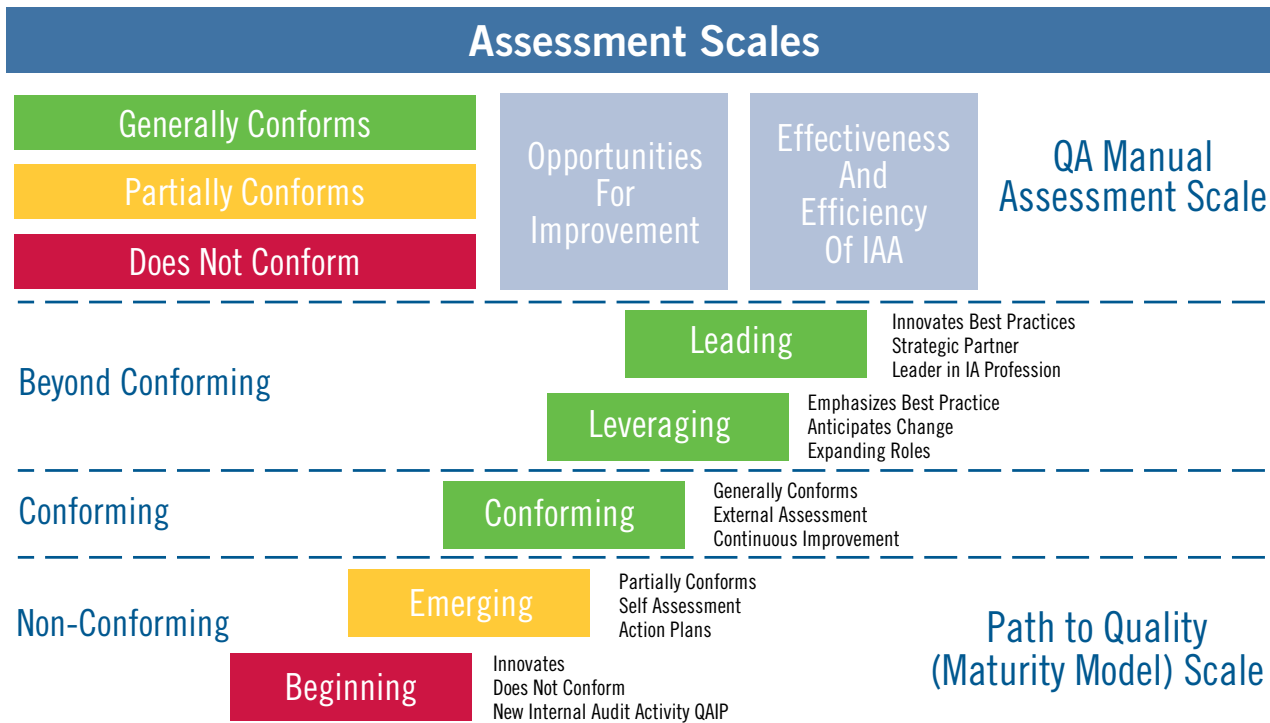 Assessment Scales
Generally Conforms
Partially Conforms
Does Not Conform
Opportunities
For
Improvement
Effectiveness
And
Efficiency
Of IAA
QA Manual
Assessment Scale
Beyond Conforming
Leading
Innovates Best Practices
Strategic Partner
Leader in IA Profession
Leveraging
Emphasizes Best Practice
Anticipates Change
Expanding Roles
Conforming
Conforming
Generally Conforms
External Assessment
Continuous Improvement
Non-Conforming
Emerging
Partially Conforms
Self Assessment
Action Plans
Beginning
Innovates
Does Not Conform
New Internal Audit Activity QAIP
Path to Quality
(Maturity Model) Scale